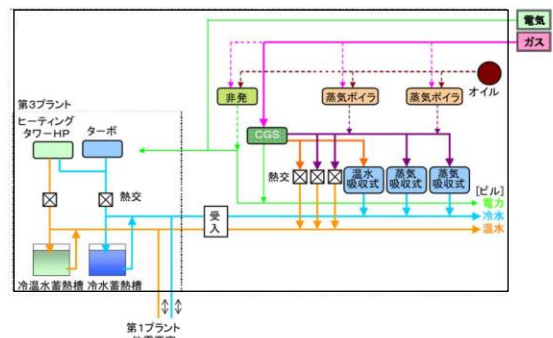 電気
ガス
オイル
非発
蒸気ボイラ
蒸気ボイラ
第3プラント
ヒーティング
タワーHP
ターボ
CGS
熱交
温水
吸収式
蒸気
吸収式
蒸気
吸収式
[ビル]
電力
冷水
温水
熱交
受
入
冷温水蓄熱槽
冷水蓄熱槽
第1プラント